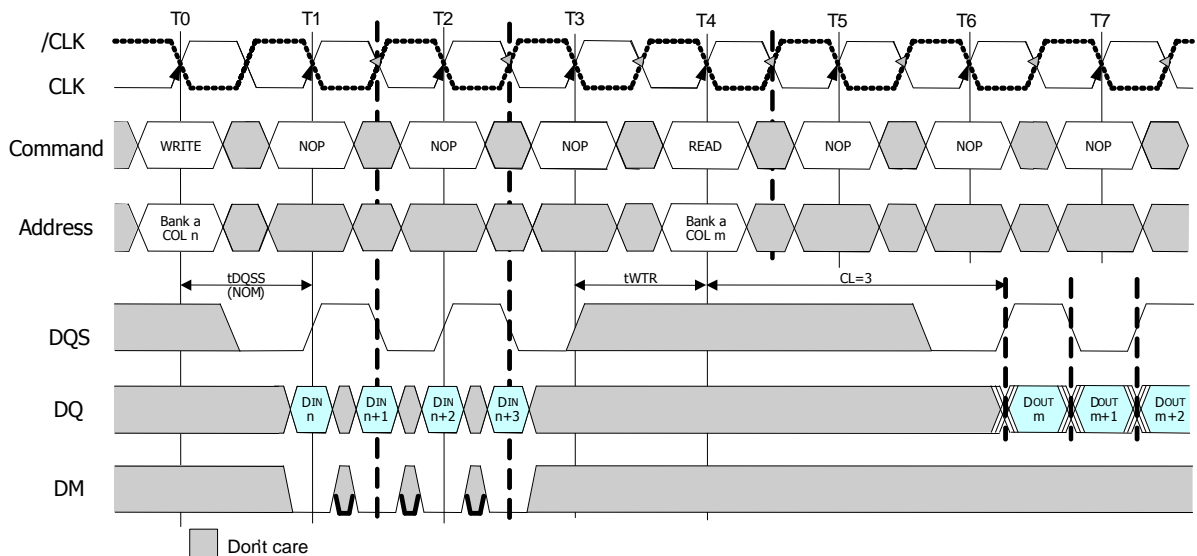 T0 T1 T2 T3 T4 T5 T6 T7
/CLK
CLK
Command WRITE NOP NOP NOP READ NOP NOP NOP
Address Bank a COL n Bank a COL m
tDQSS (NOM) tWTR CL=3
DQS
DQ DIN n DIN n+1 DIN n+2 DIN n+3 DOUT m DOUT m+1 DOUT m+2
DM
Don't care